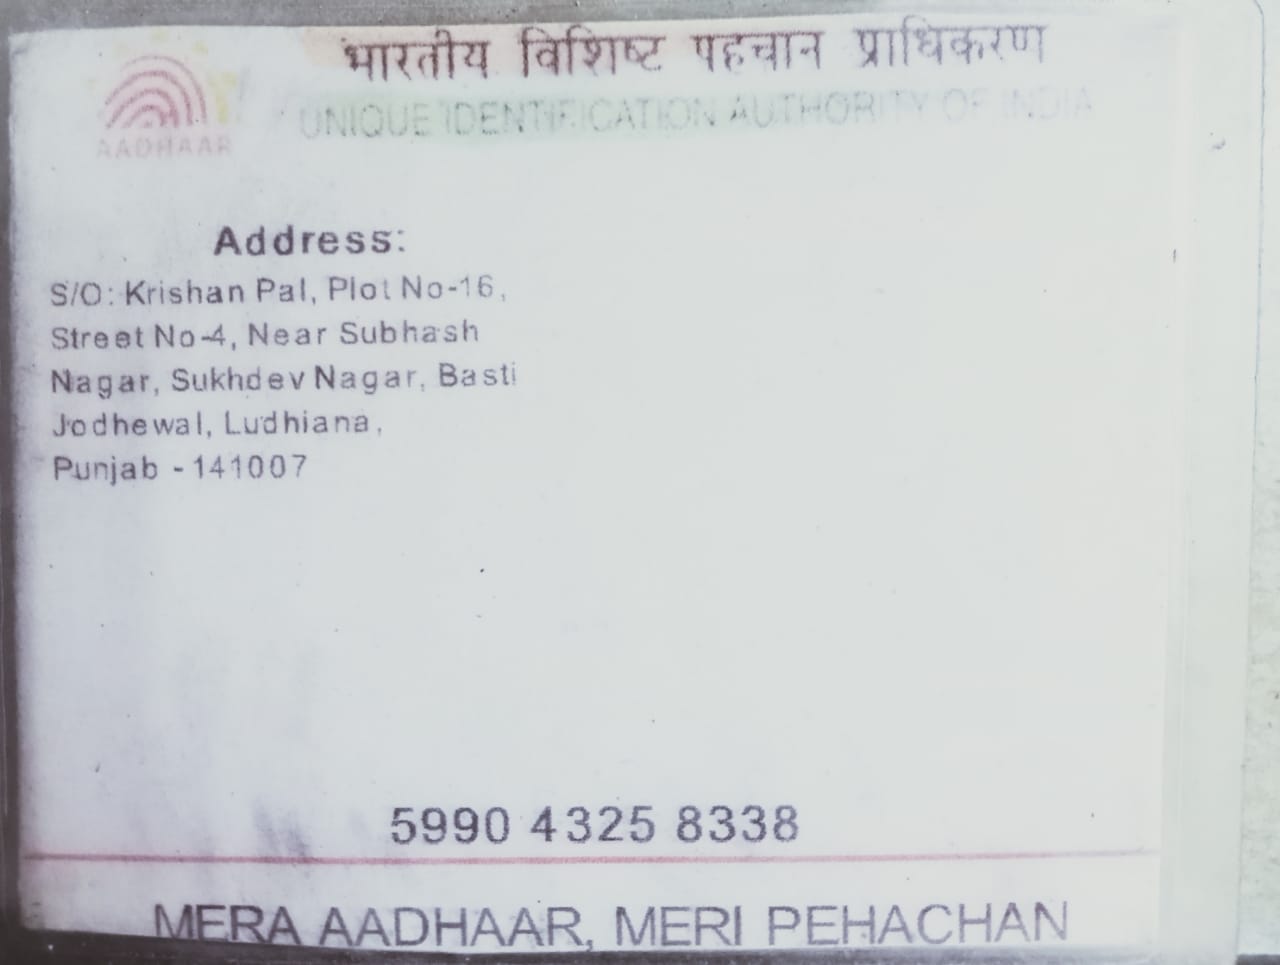 भारतीय विशिष्ट पहचान प्राधिकरण
UNIQUE IDENTIFICATION AUTHORITY OF INDIA
AADHAAR
Address:
S/O: Krishan Pal, Plot No-16,
Street No-4, Near Subhash
Nagar, Sukhdev Nagar, Basti
Jodhewal, Ludhiana,
Punjab - 141007
5990 4325 8338
MERA AADHAAR, MERI PEHACHAN